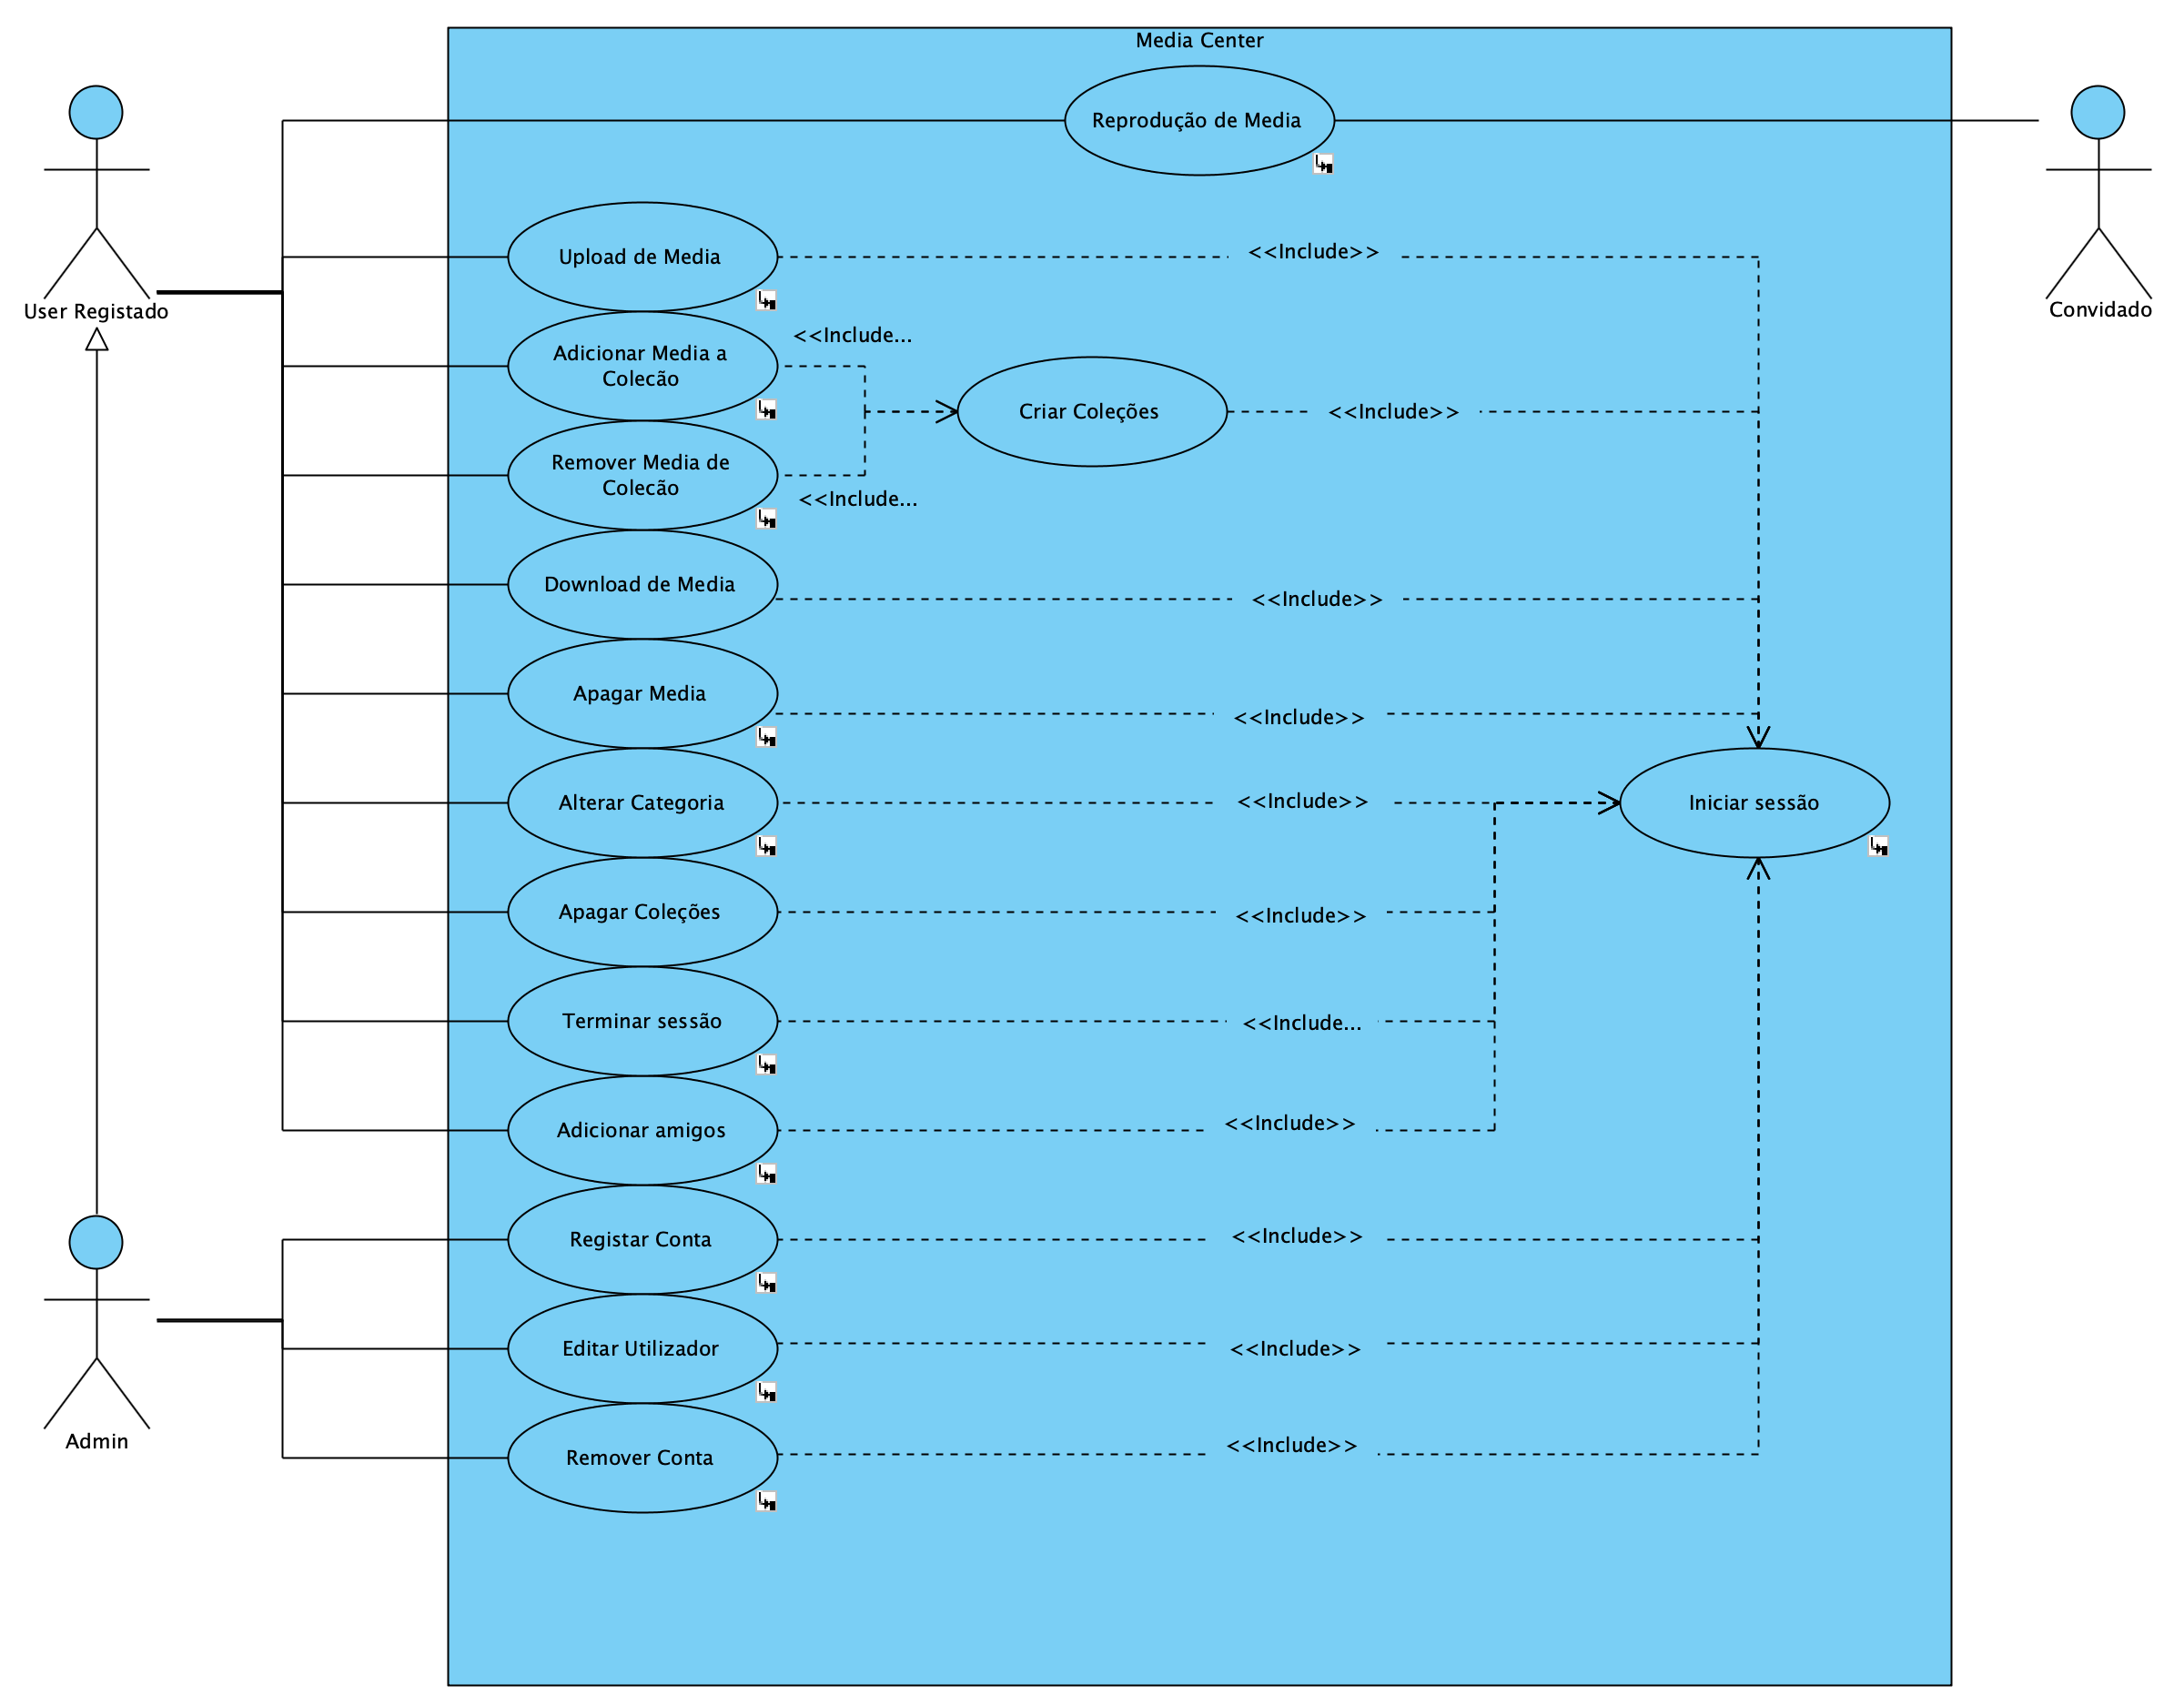 Media Center
Reprodução de Media
Upload de Media
<<Include>>
User Registado
Convidado
<<Include...
Adicionar Media a
Colecão
Criar Coleções
<<Include>>
Remover Media de
Colecão
<<Include...
Download de Media
<<Include>>
Apagar Media
<<Include>>
Alterar Categoria
<<Include>>
Iniciar sessão
Apagar Coleções
<<Include>>
Terminar sessão
<<Include...
Adicionar amigos
<<Include>>
Registar Conta
<<Include>>
Editar Utilizador
<<Include>>
Admin
Remover Conta
<<Include>>